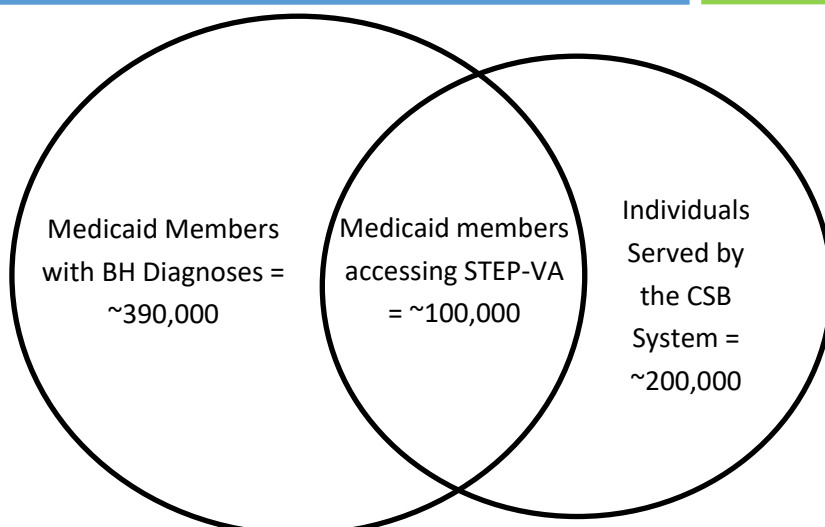 Medicaid Members
with BH Diagnoses =
~390,000
Medicaid members
accessing STEP-VA
= ~100,000
Individuals
Served by
the CSB
System =
~200,000